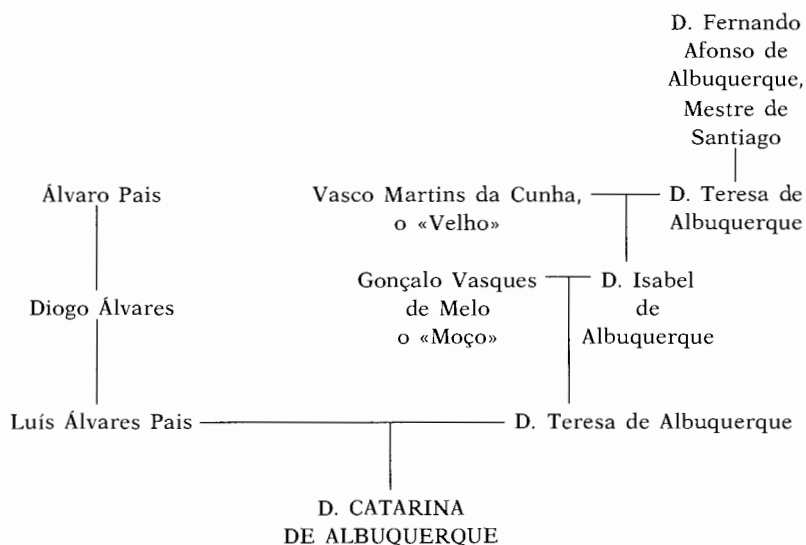 D. Fernando
Afonso de
Albuquerque,
Mestre de
Santiago
Álvaro Pais
Vasco Martins da Cunha,
o «Velho»
D. Teresa de
Albuquerque
Diogo Álvares
Gonçalo Vasques
de Melo
o «Moço»
D. Isabel
de
Albuquerque
Luís Álvares Pais
D. Teresa de Albuquerque
D. CATARINA
DE ALBUQUERQUE